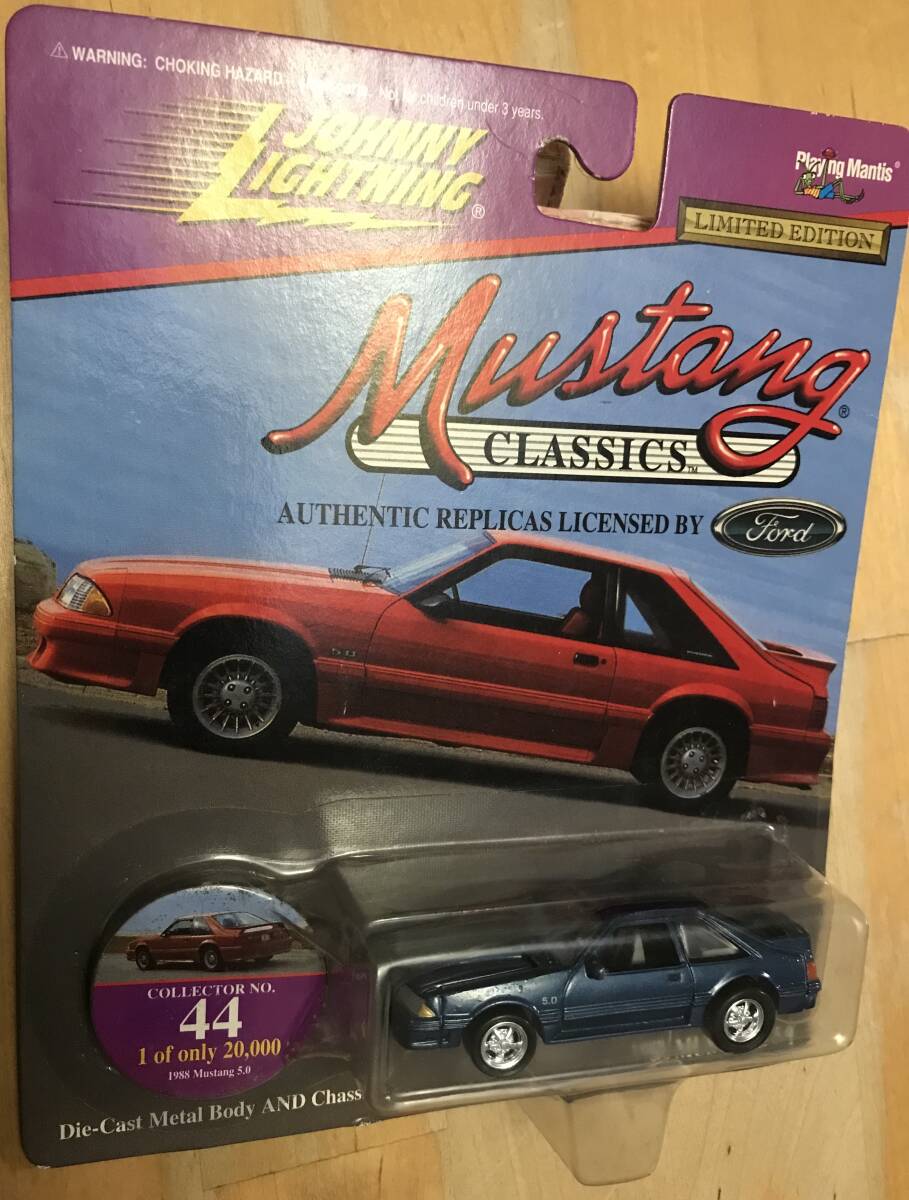 ⚠ WARNING: CHOKING HAZARD
Not for children under 3 years.
JOHNNY
LIGHTNING®
Playing Mantis®
LIMITED EDITION
Mustang®
CLASSICS™
AUTHENTIC REPLICAS LICENSED BY Ford
5.0
5.0
COLLECTOR NO.
44
1 of only 20,000
1988 Mustang 5.0
Die-Cast Metal Body AND Chass